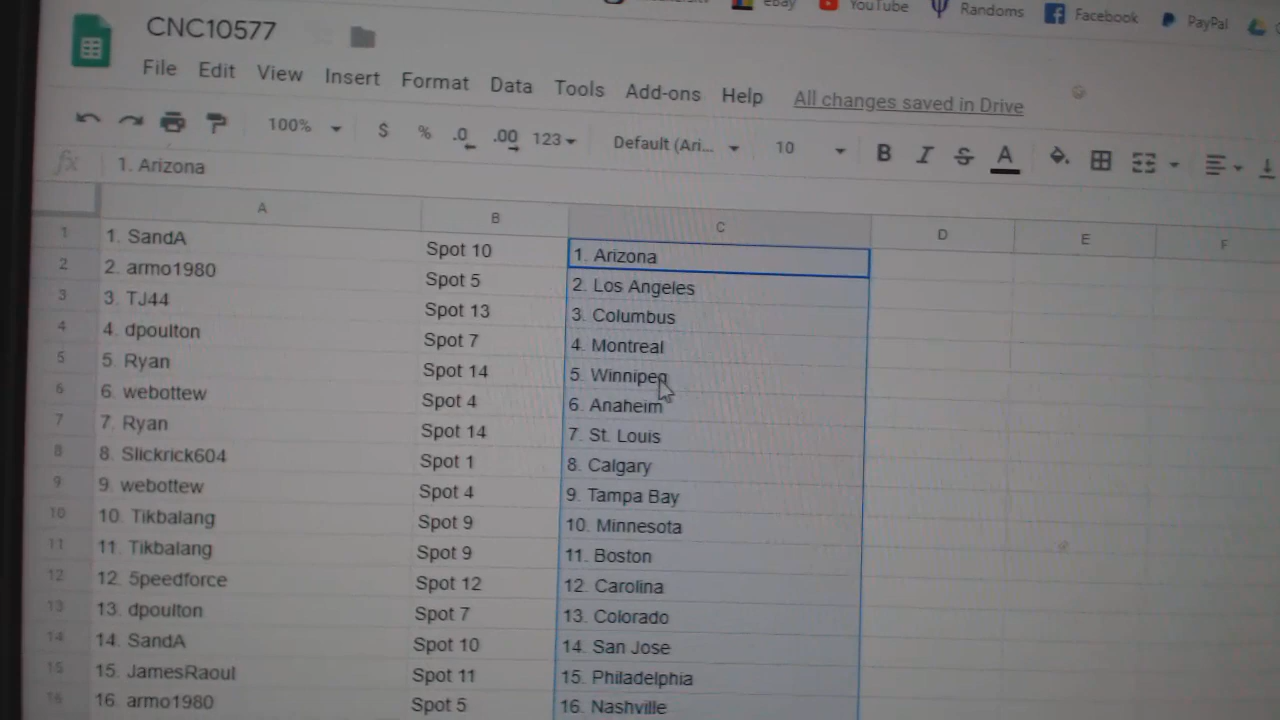 eBay YouTube Randoms Facebook PayPal
CNC10577
File Edit View Insert Format Data Tools Add-ons Help All changes saved in Drive
100% $ % .0 .00 123 Default (Ari... 10 B I S A
fx 1. Arizona
A B C D E F
1 1. SandA Spot 10 1. Arizona
2 2. armo1980 Spot 5 2. Los Angeles
3 3. TJ44 Spot 13 3. Columbus
4 4. dpoulton Spot 7 4. Montreal
5 5. Ryan Spot 14 5. Winnipeg
6 6. webottew Spot 4 6. Anaheim
7 7. Ryan Spot 14 7. St. Louis
8 8. Slickrick604 Spot 1 8. Calgary
9 9. webottew Spot 4 9. Tampa Bay
10 10. Tikbalang Spot 9 10. Minnesota
11 11. Tikbalang Spot 9 11. Boston
12 12. 5peedforce Spot 12 12. Carolina
13 13. dpoulton Spot 7 13. Colorado
14 14. SandA Spot 10 14. San Jose
15 15. JamesRaoul Spot 11 15. Philadelphia
16 16. armo1980 Spot 5 16. Nashville